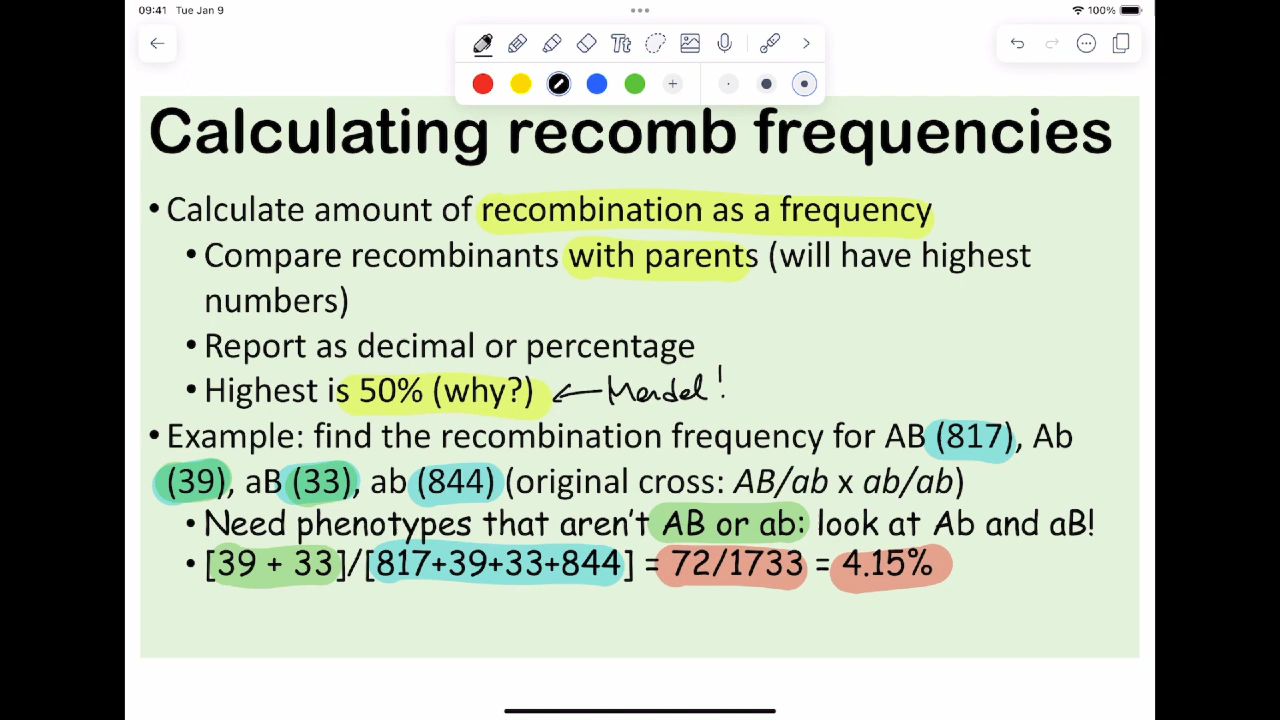 09:41 Tue Jan 9
100%
Tt
Calculating recomb frequencies
• Calculate amount of recombination as a frequency
• Compare recombinants with parents (will have highest
numbers)
• Report as decimal or percentage
• Highest is 50% (why?) ← Mendel!
• Example: find the recombination frequency for AB (817), Ab
(39), aB (33), ab (844) (original cross: AB/ab x ab/ab)
• Need phenotypes that aren't AB or ab: look at Ab and aB!
• [39 + 33]/[817+39+33+844] = 72/1733 = 4.15%